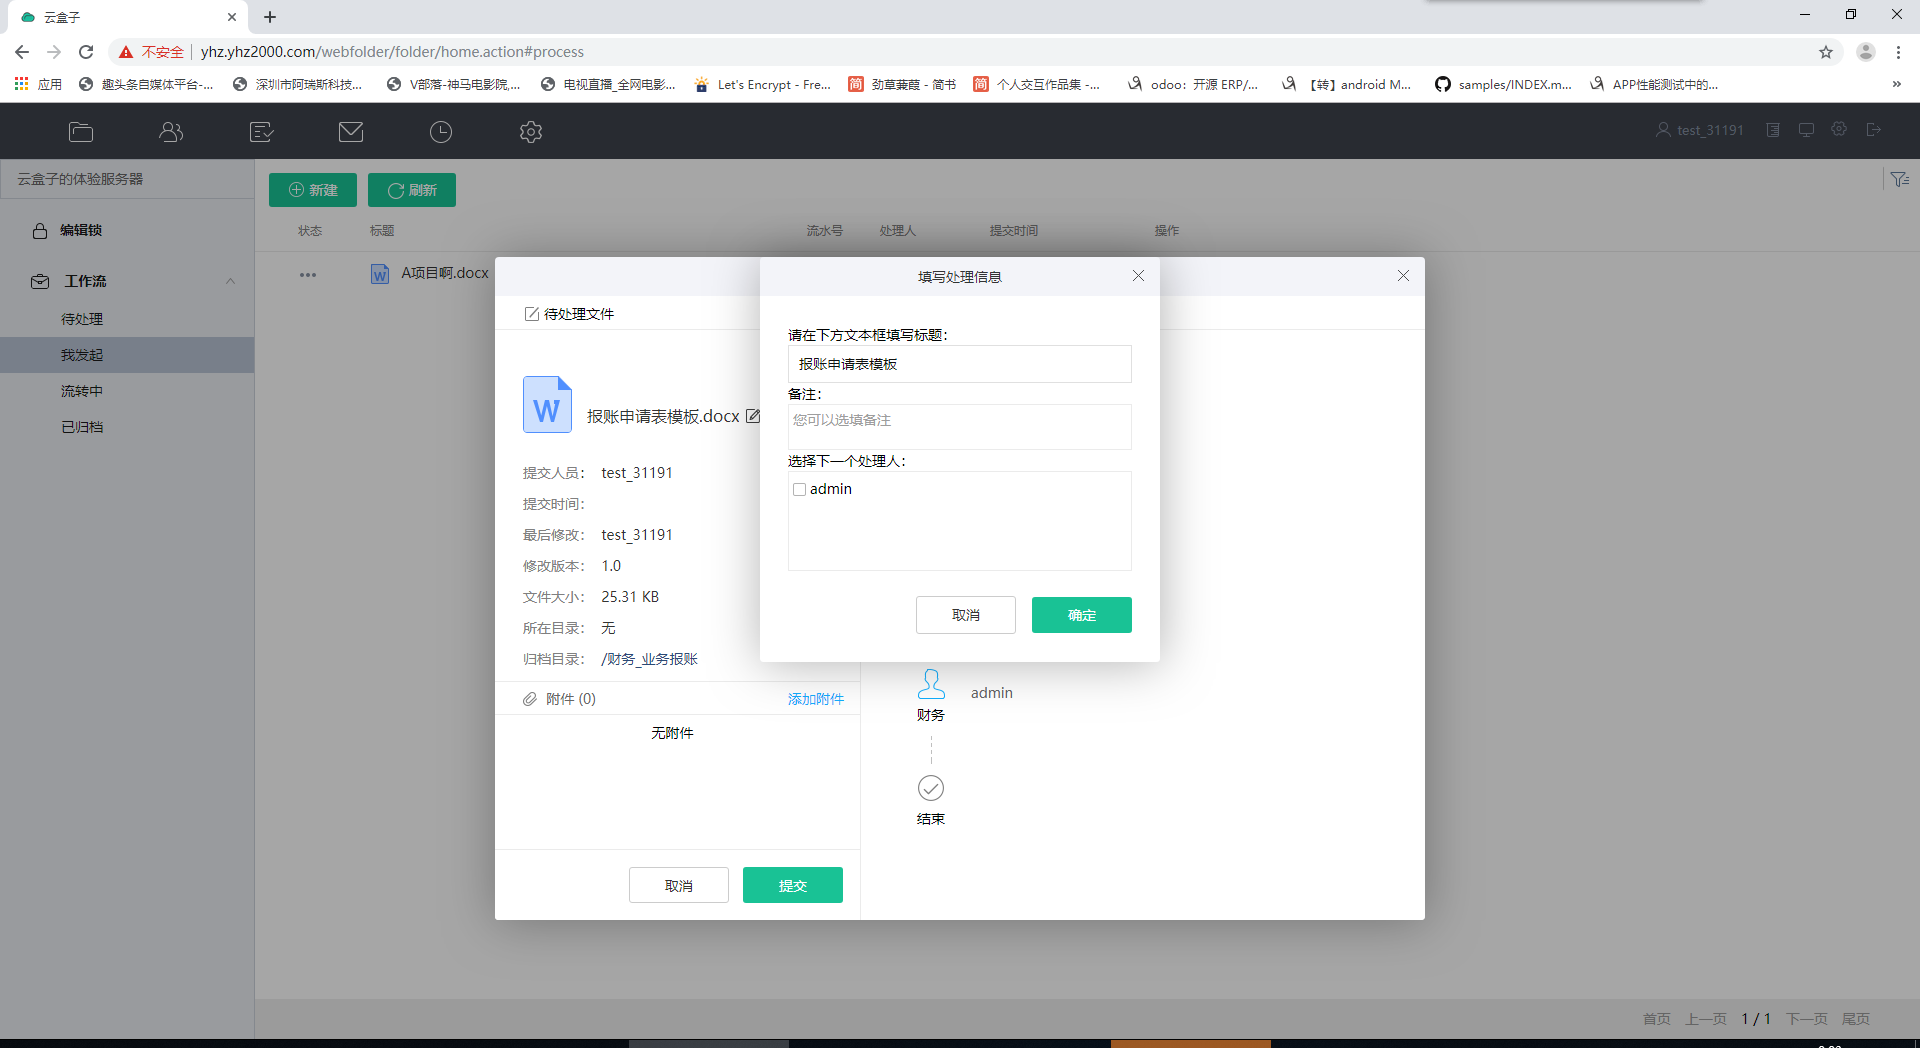 云盒子
不安全 yhz.yhz2000.com/webfolder/folder/home.action#process
应用 趣头条自媒体平台-... 深圳市阿瑞斯科技... V部落-神马电影院,... 电视直播_全网电影... Let's Encrypt - Fre... 简 劲草蒹葭 - 简书 简 个人交互作品集 -... odoo：开源 ERP/... 【转】android M... samples/INDEX.m... APP性能测试中的... »
test_31191
云盒子的体验服务器
新建 刷新
编辑锁
状态 标题 流水号 处理人 提交时间 操作
工作流
A项目啊.docx
待处理
我发起
流转中
已归档
填写处理信息
待处理文件
请在下方文本框填写标题：
报账申请表模板
备注：
您可以选填备注
选择下一个处理人：
admin
取消 确定
W 报账申请表模板.docx
提交人员： test_31191
提交时间：
最后修改： test_31191
修改版本： 1.0
文件大小： 25.31 KB
所在目录： 无
归档目录： /财务_业务报账
附件 (0) 添加附件
无附件
admin
财务
结束
取消 提交
首页 上一页 1 / 1 下一页 尾页